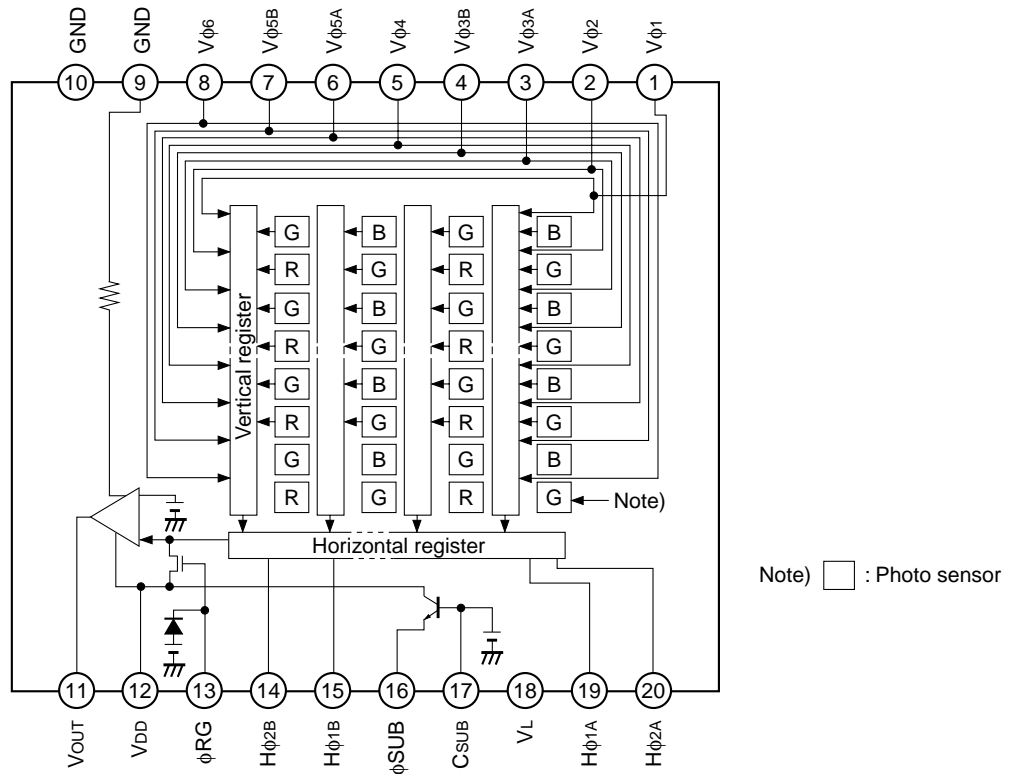 GND GND Vφ6 Vφ5B Vφ5A Vφ4 Vφ3B Vφ3A Vφ2 Vφ1
10 9 8 7 6 5 4 3 2 1
G B G B
R G R G
G B G B
R G R G
G B G B
R G R G
G B G B
R G R G
Vertical register
Note)
Horizontal register
Note) : Photo sensor
11 12 13 14 15 16 17 18 19 20
VOUT VDD φRG Hφ2B Hφ1B φSUB CSUB VL Hφ1A Hφ2A